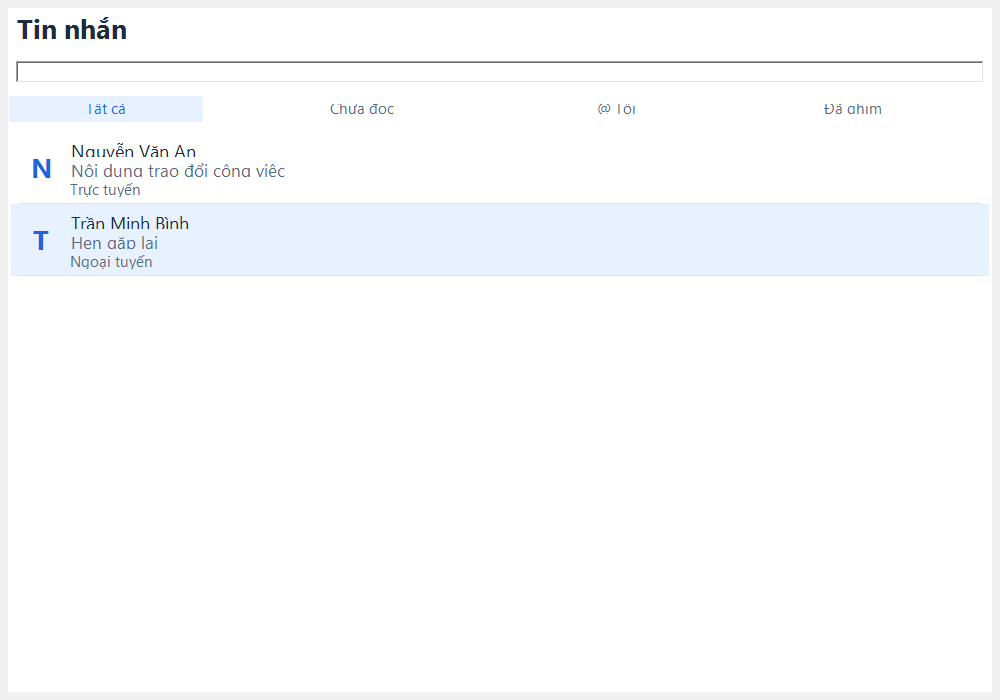 Tin nhắn
Tất cả
Chưa đọc
@ Tôi
Đã ghim
N
Nguyễn Văn An
Nội dung trao đổi công việc
Trực tuyến
T
Trần Minh Bình
Hẹn gặp lại
Ngoại tuyến